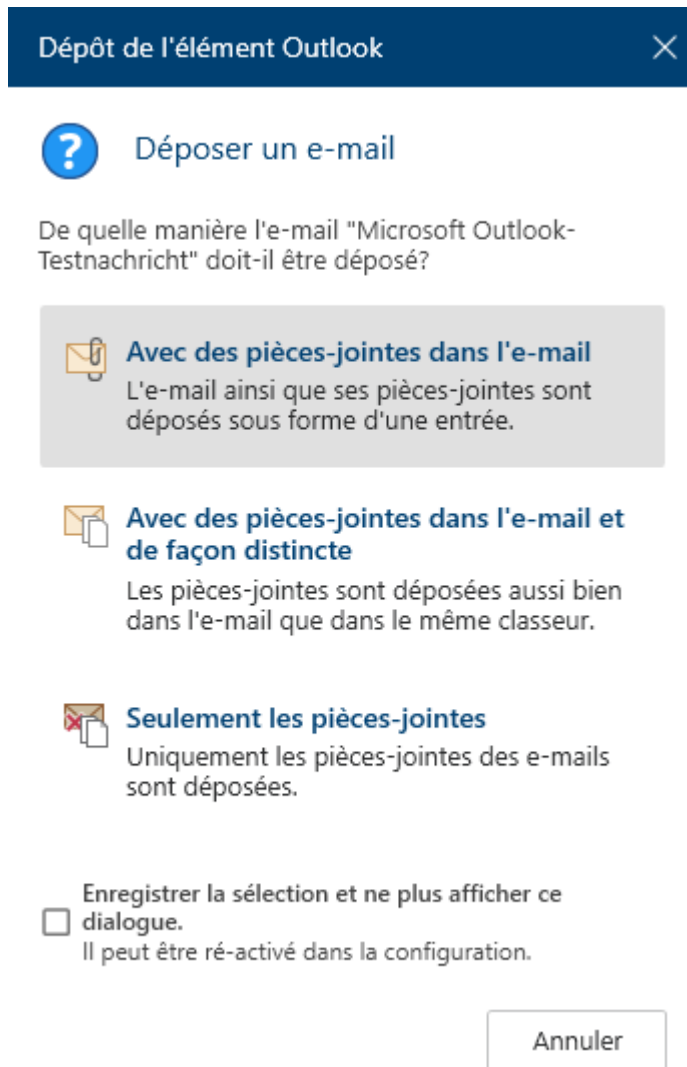 Dépôt de l'élément Outlook
Déposer un e-mail
De quelle manière l'e-mail "Microsoft Outlook-
Testnachricht" doit-il être déposé?
Avec des pièces-jointes dans l'e-mail
L'e-mail ainsi que ses pièces-jointes sont
déposés sous forme d'une entrée.
Avec des pièces-jointes dans l'e-mail et
de façon distincte
Les pièces-jointes sont déposées aussi bien
dans l'e-mail que dans le même classeur.
Seulement les pièces-jointes
Uniquement les pièces-jointes des e-mails
sont déposées.
Enregistrer la sélection et ne plus afficher ce
dialogue.
Il peut être ré-activé dans la configuration.
Annuler